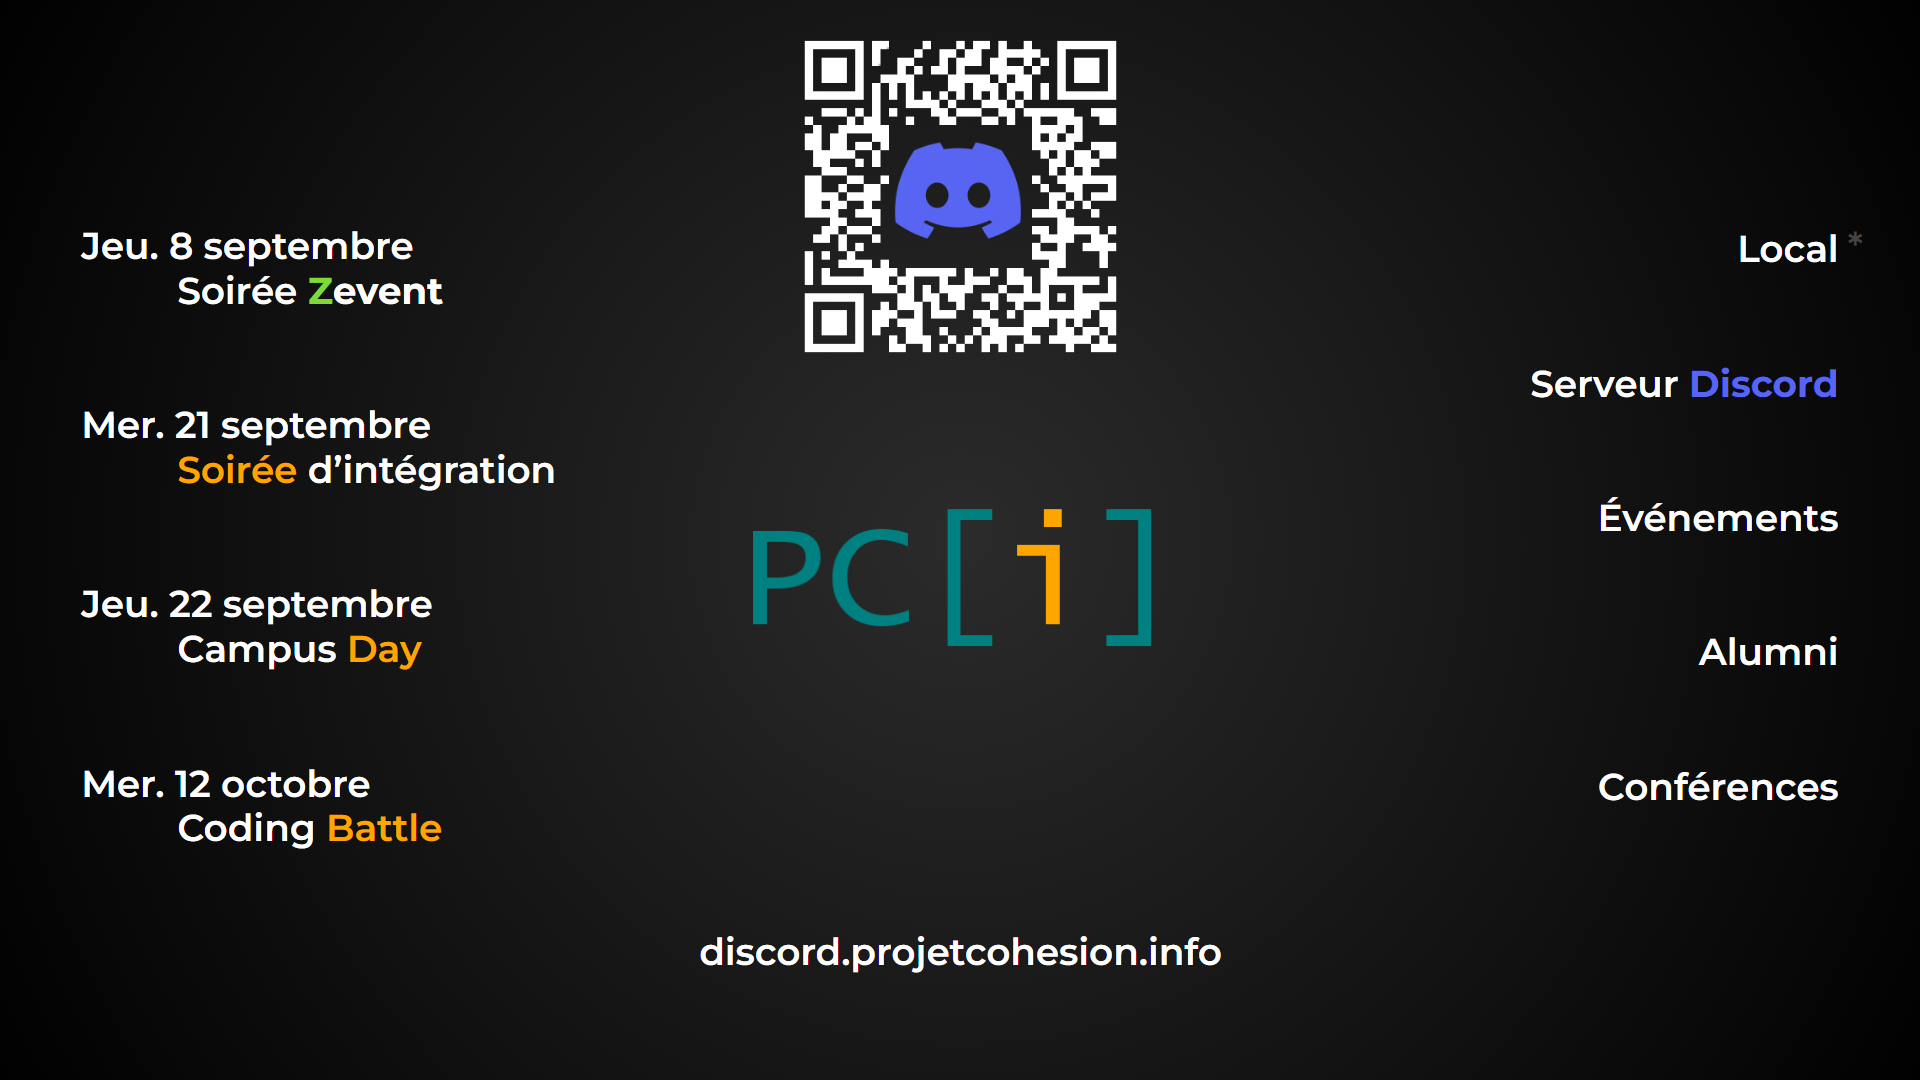 Jeu. 8 septembre
Soirée Zevent
Mer. 21 septembre
Soirée d’intégration
Jeu. 22 septembre
Campus Day
Mer. 12 octobre
Coding Battle
PC[i]
discord.projetcohesion.info
Local *
Serveur Discord
Événements
Alumni
Conférences